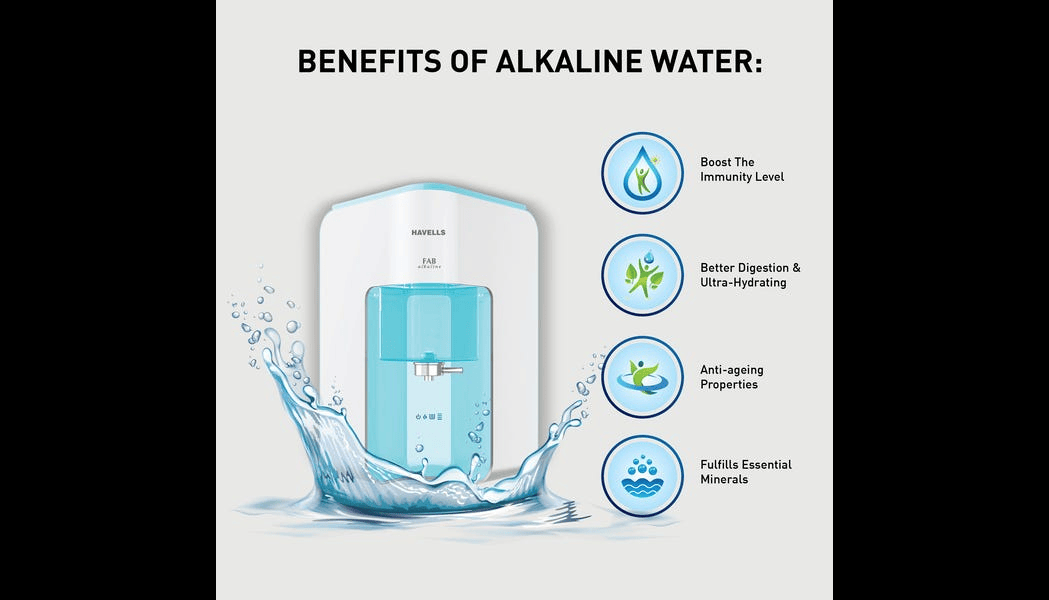 BENEFITS OF ALKALINE WATER:
HAVELLS
FAB
alkaline
Boost The
Immunity Level
Better Digestion &
Ultra-Hydrating
Anti-ageing
Properties
Fulfills Essential
Minerals